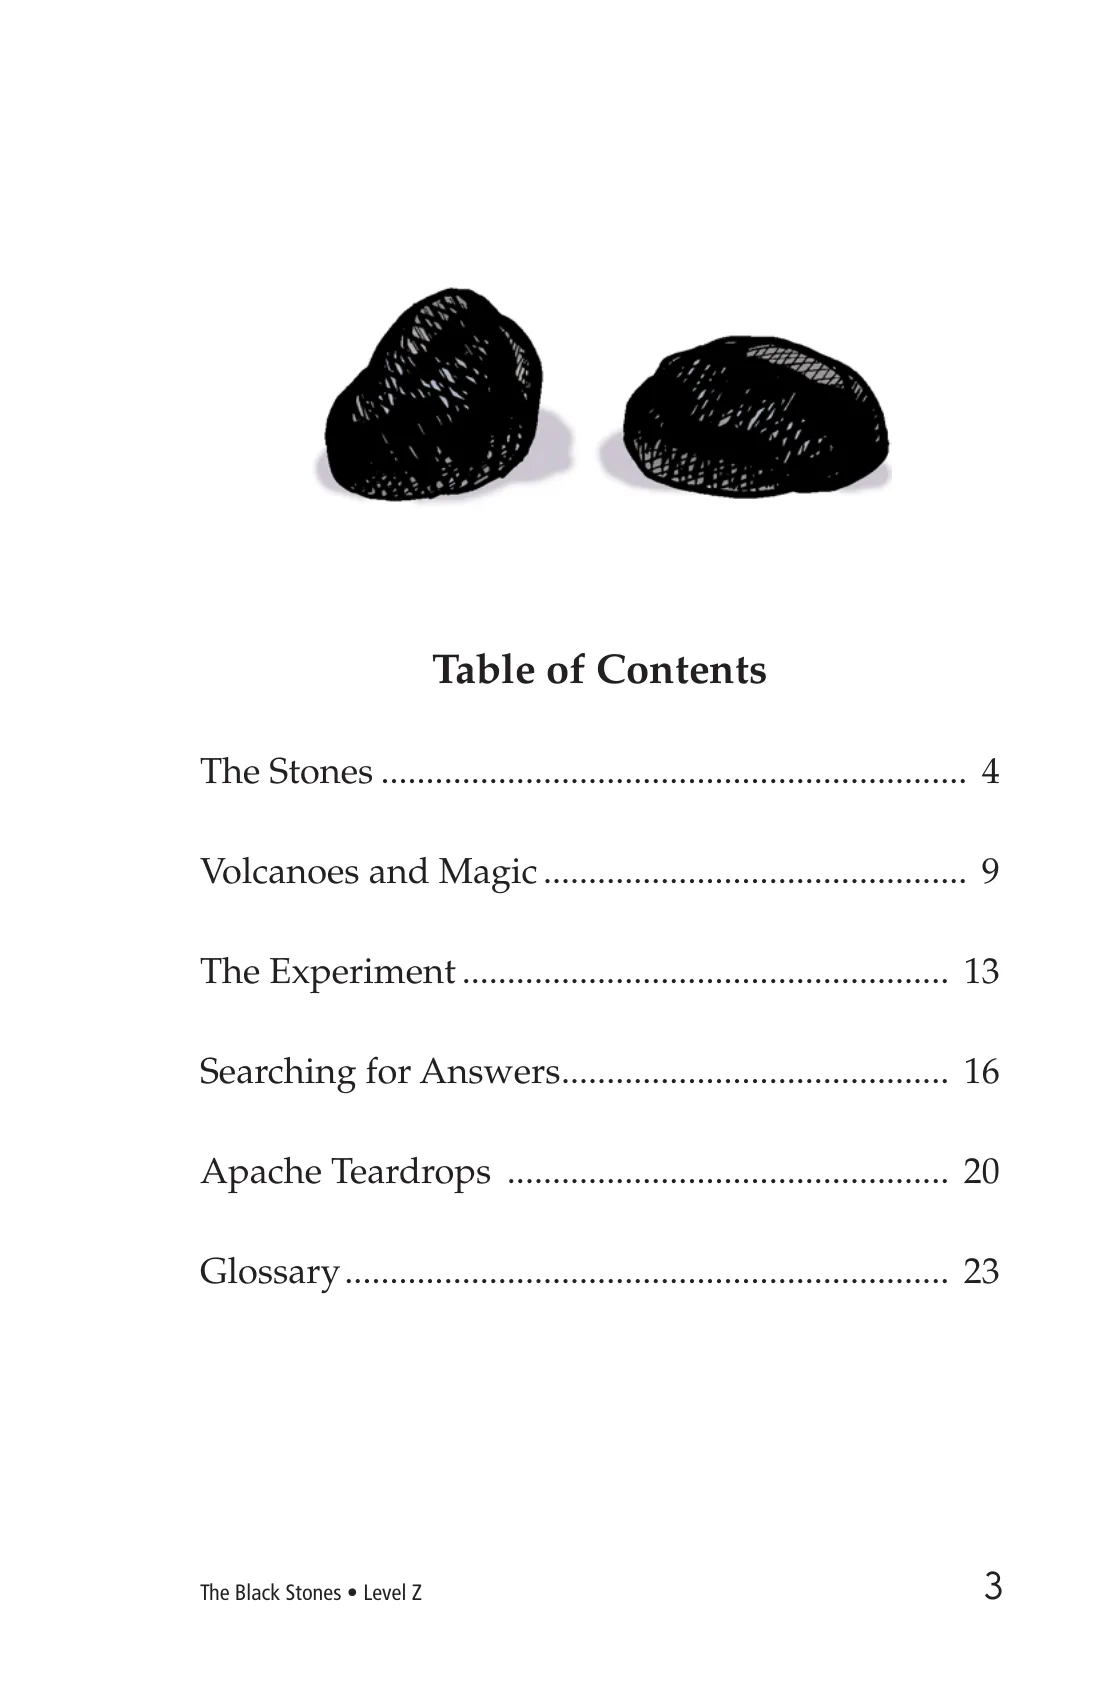 Table of Contents
The Stones ................................................................. 4
Volcanoes and Magic ............................................... 9
The Experiment ...................................................... 13
Searching for Answers........................................... 16
Apache Teardrops ................................................. 20
Glossary ................................................................... 23
The Black Stones • Level Z
3